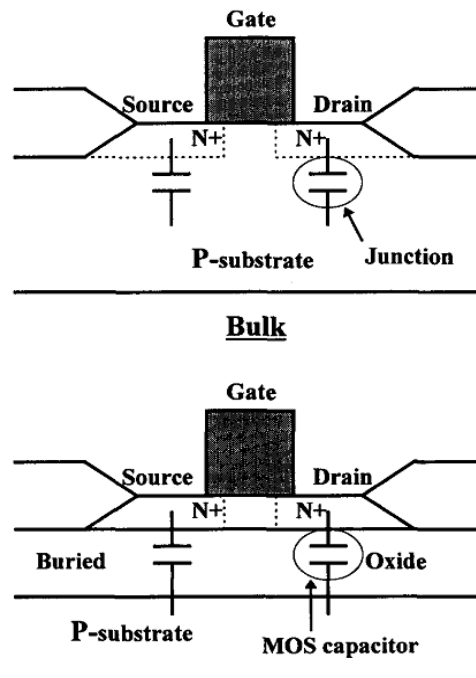 Gate
Source
Drain
N+
N+
P-substrate
Junction
Bulk
Gate
Source
Drain
N+
N+
Buried
Oxide
P-substrate
MOS capacitor